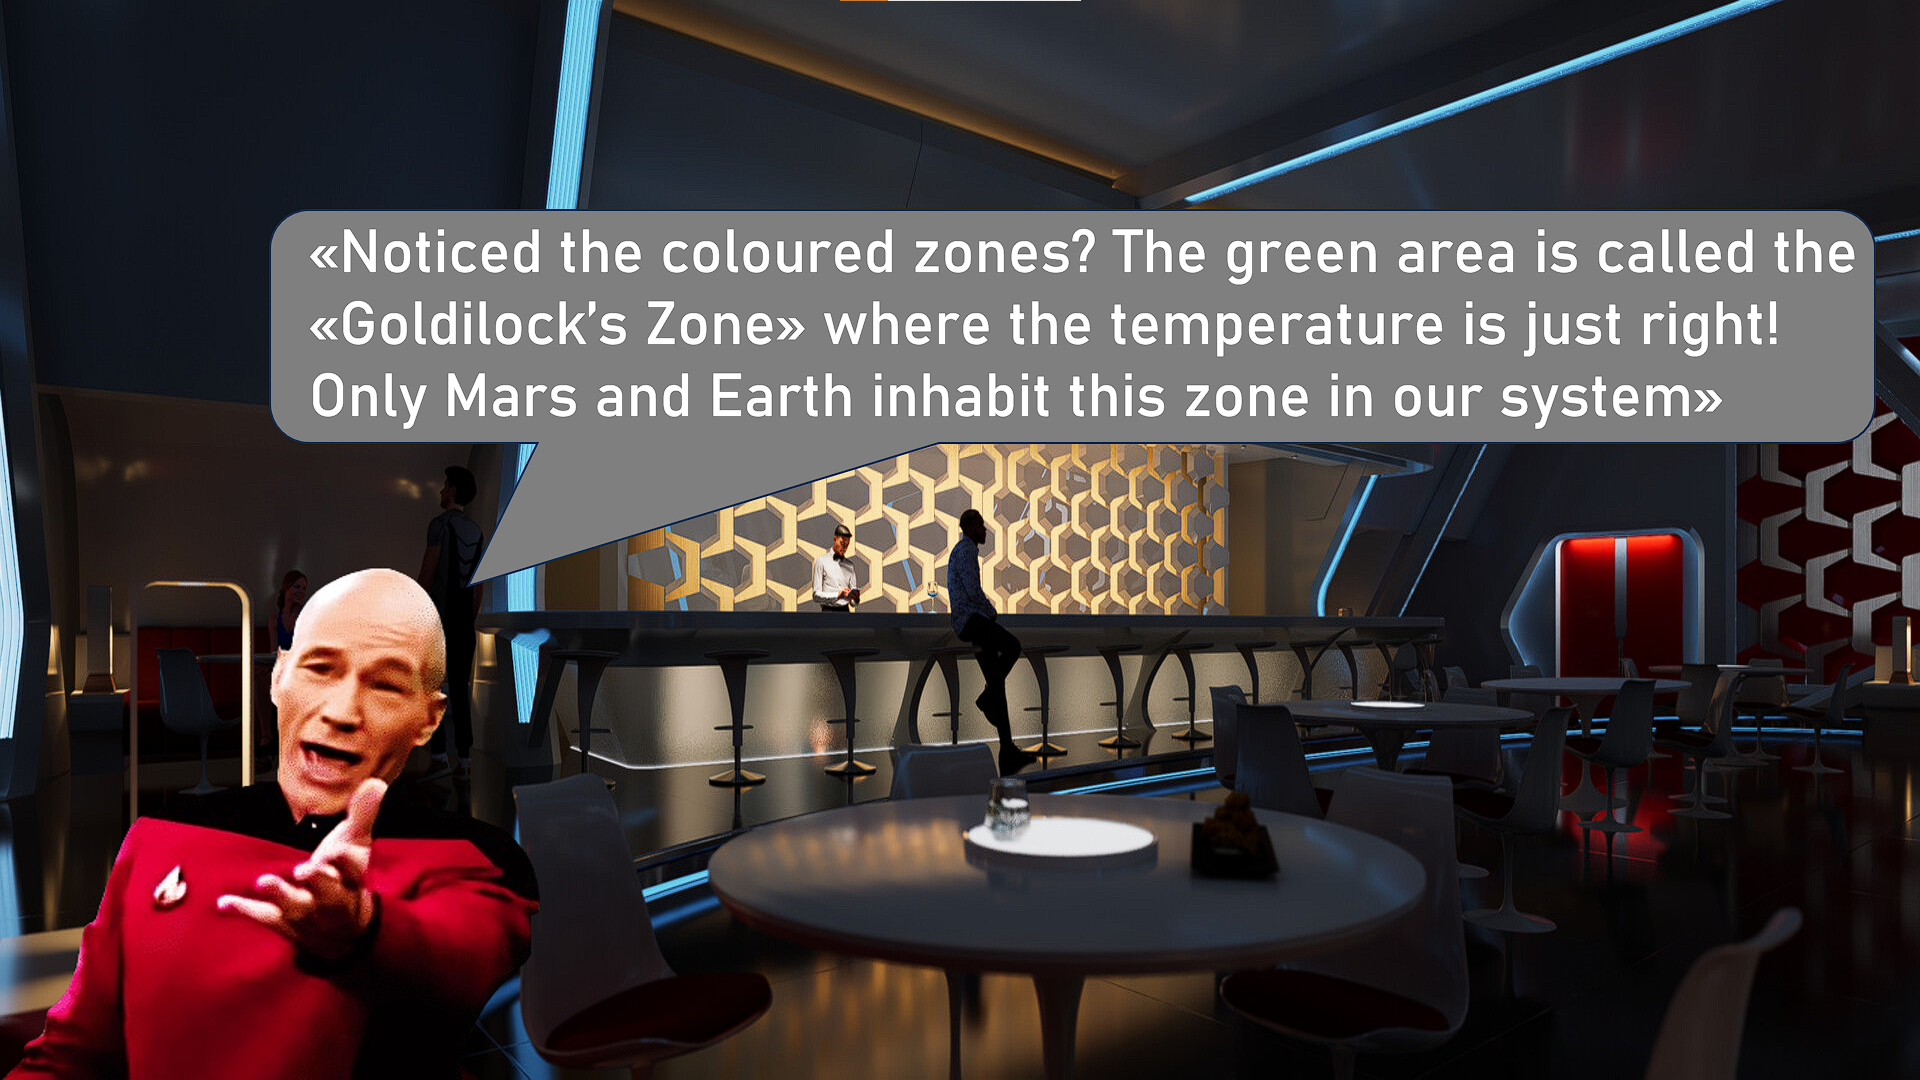 «Noticed the coloured zones? The green area is called the
«Goldilock’s Zone» where the temperature is just right!
Only Mars and Earth inhabit this zone in our system»